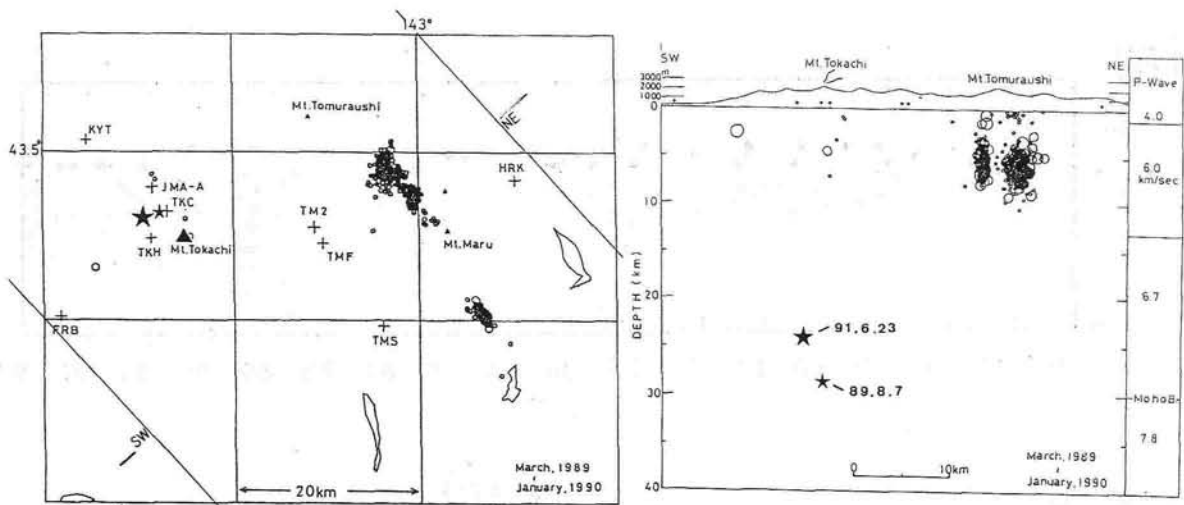 143°
Mt.Tomuraushi
NE
KYT
43.5°
HRK
JMA-A
TKC
TM2
TKH
Mt.Tokachi
TMF
Mt.Maru
FRB
TMS
SW
20km
March,1989
January,1990
SW
Mt.Tokachi
Mt.Tomuraushi
NE
P-Wave
3000m
2000
1000
0
4.0
6.0
km/sec
10
DEPTH (km)
6.7
20
91.6.23
89.8.7
30
MohoB.
7.8
0 10km
March,1989
January,1990
40